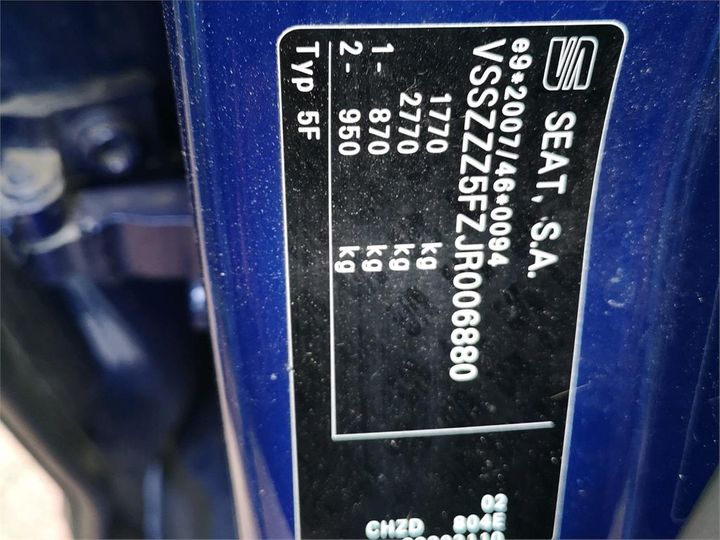 SEAT, S.A.
e9*2007/46*0094
VSSZZZ5FZJR006880
1770 kg
2770 kg
1- 870 kg
2- 950 kg
Typ 5F
02
CHZD 804E